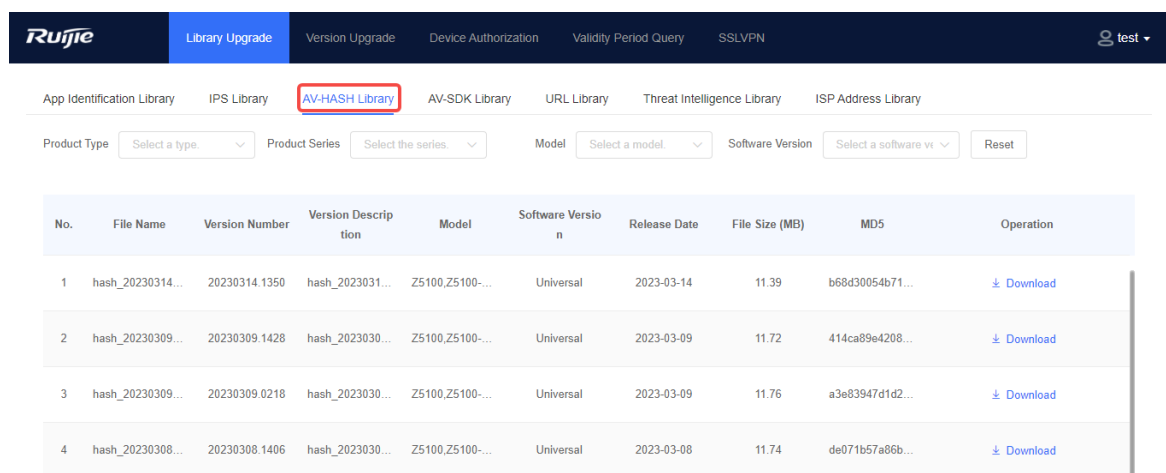 Ruijie Library Upgrade Version Upgrade Device Authorization Validity Period Query SSLVPN test
App Identification Library IPS Library AV-HASH Library AV-SDK Library URL Library Threat Intelligence Library ISP Address Library
Product Type Select a type. Product Series Select the series. Model Select a model. Software Version Select a software ve Reset
No. File Name Version Number Version Descrip Model Software Versio Release Date File Size (MB) MD5 Operation
tion n
1 hash_20230314... 20230314.1350 hash_2023031... Z5100,Z5100-... Universal 2023-03-14 11.39 b68d30054b71... Download
2 hash_20230309... 20230309.1428 hash_2023030... Z5100,Z5100-... Universal 2023-03-09 11.72 414ca89e4208... Download
3 hash_20230309... 20230309.0218 hash_2023030... Z5100,Z5100-... Universal 2023-03-09 11.76 a3e83947d1d2... Download
4 hash_20230308... 20230308.1406 hash_2023030... Z5100,Z5100-... Universal 2023-03-08 11.74 de071b57a86b... Download